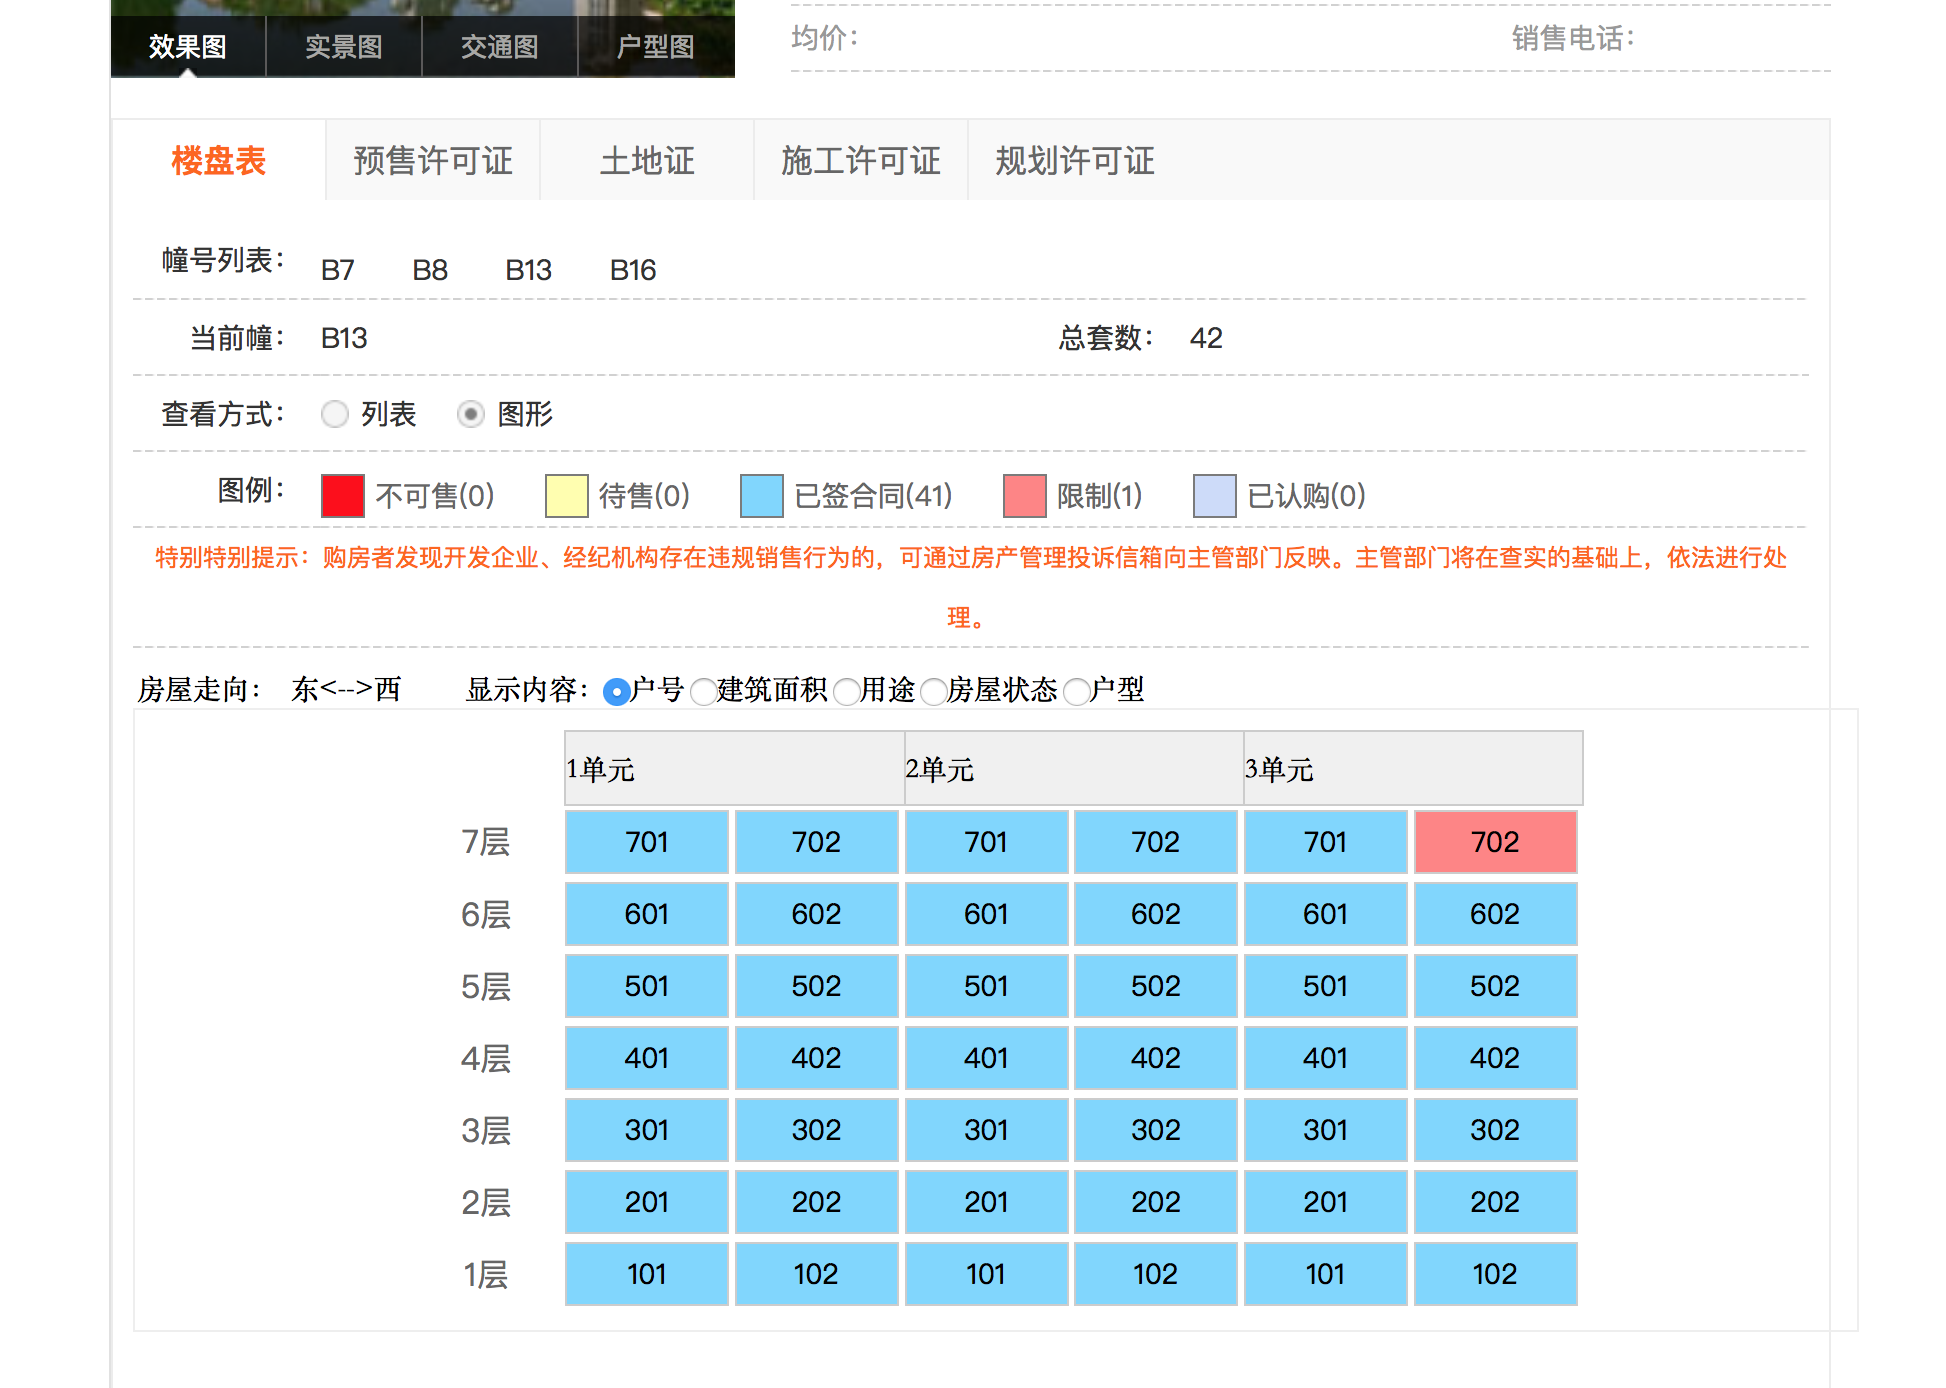 效果图 实景图 交通图 户型图
均价： 销售电话：
楼盘表 预售许可证 土地证 施工许可证 规划许可证
幢号列表： B7 B8 B13 B16
当前幢： B13 总套数： 42
查看方式： 列表 图形
图例： 不可售(0) 待售(0) 已签合同(41) 限制(1) 已认购(0)
特别特别提示：购房者发现开发企业、经纪机构存在违规销售行为的，可通过房产管理投诉信箱向主管部门反映。主管部门将在查实的基础上，依法进行处
理。
房屋走向： 东<-->西 显示内容：户号 建筑面积 用途 房屋状态 户型
1单元 2单元 3单元
7层 701 702 701 702 701 702
6层 601 602 601 602 601 602
5层 501 502 501 502 501 502
4层 401 402 401 402 401 402
3层 301 302 301 302 301 302
2层 201 202 201 202 201 202
1层 101 102 101 102 101 102